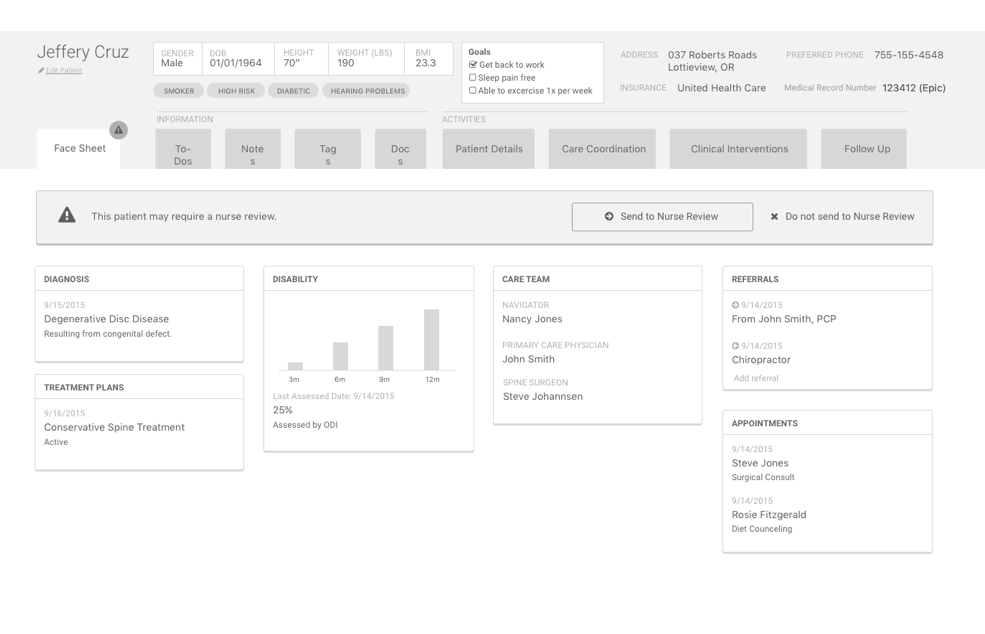 Jeffery Cruz
Edit Patient
GENDER
Male
DOB
01/01/1964
HEIGHT
70"
WEIGHT (LBS)
190
BMI
23.3
SMOKER
HIGH RISK
DIABETIC
HEARING PROBLEMS
Goals
Get back to work
Sleep pain free
Able to excercise 1x per week
ADDRESS 037 Roberts Roads
Lottieview, OR
PREFERRED PHONE 755-155-4548
INSURANCE United Health Care
Medical Record Number 123412 (Epic)
INFORMATION
ACTIVITIES
Face Sheet
To-
Dos
Note
s
Tag
s
Doc
s
Patient Details
Care Coordination
Clinical Interventions
Follow Up
This patient may require a nurse review.
Send to Nurse Review
Do not send to Nurse Review
DIAGNOSIS
9/15/2015
Degenerative Disc Disease
Resulting from congenital defect.
TREATMENT PLANS
9/16/2015
Conservative Spine Treatment
Active
DISABILITY
3m 6m 9m 12m
Last Assessed Date: 9/14/2015
25%
Assessed by ODI
CARE TEAM
NAVIGATOR
Nancy Jones
PRIMARY CARE PHYSICIAN
John Smith
SPINE SURGEON
Steve Johannsen
REFERRALS
9/14/2015
From John Smith, PCP
9/14/2015
Chiropractor
Add referral
APPOINTMENTS
9/14/2015
Steve Jones
Surgical Consult
9/14/2015
Rosie Fitzgerald
Diet Counceling